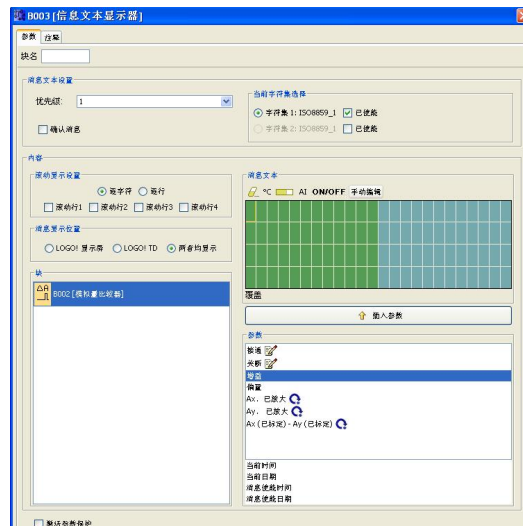 B003 [信息文本显示器]
参数 注释
块名
消息文本设置
优先级: 1
确认消息
当前字符集选择
字符集 1: ISO8859_1 已使能
字符集 2: ISO8859_1 已使能
内容
滚动显示设置
逐字符 逐行
滚动行1 滚动行2 滚动行3 滚动行4
消息显示位置
LOGO! 显示屏 LOGO! TD 两者均显示
块
B002 [模拟量比较器]
消息文本
°C AI ON/OFF 手动编辑
覆盖
插入参数
参数
接通
关断
增益
偏置
Ax, 已放大
Ay, 已放大
Ax (已标定) - Ay (已标定)
当前时间
当前日期
消息使能时间
消息使能日期
激活参数保护